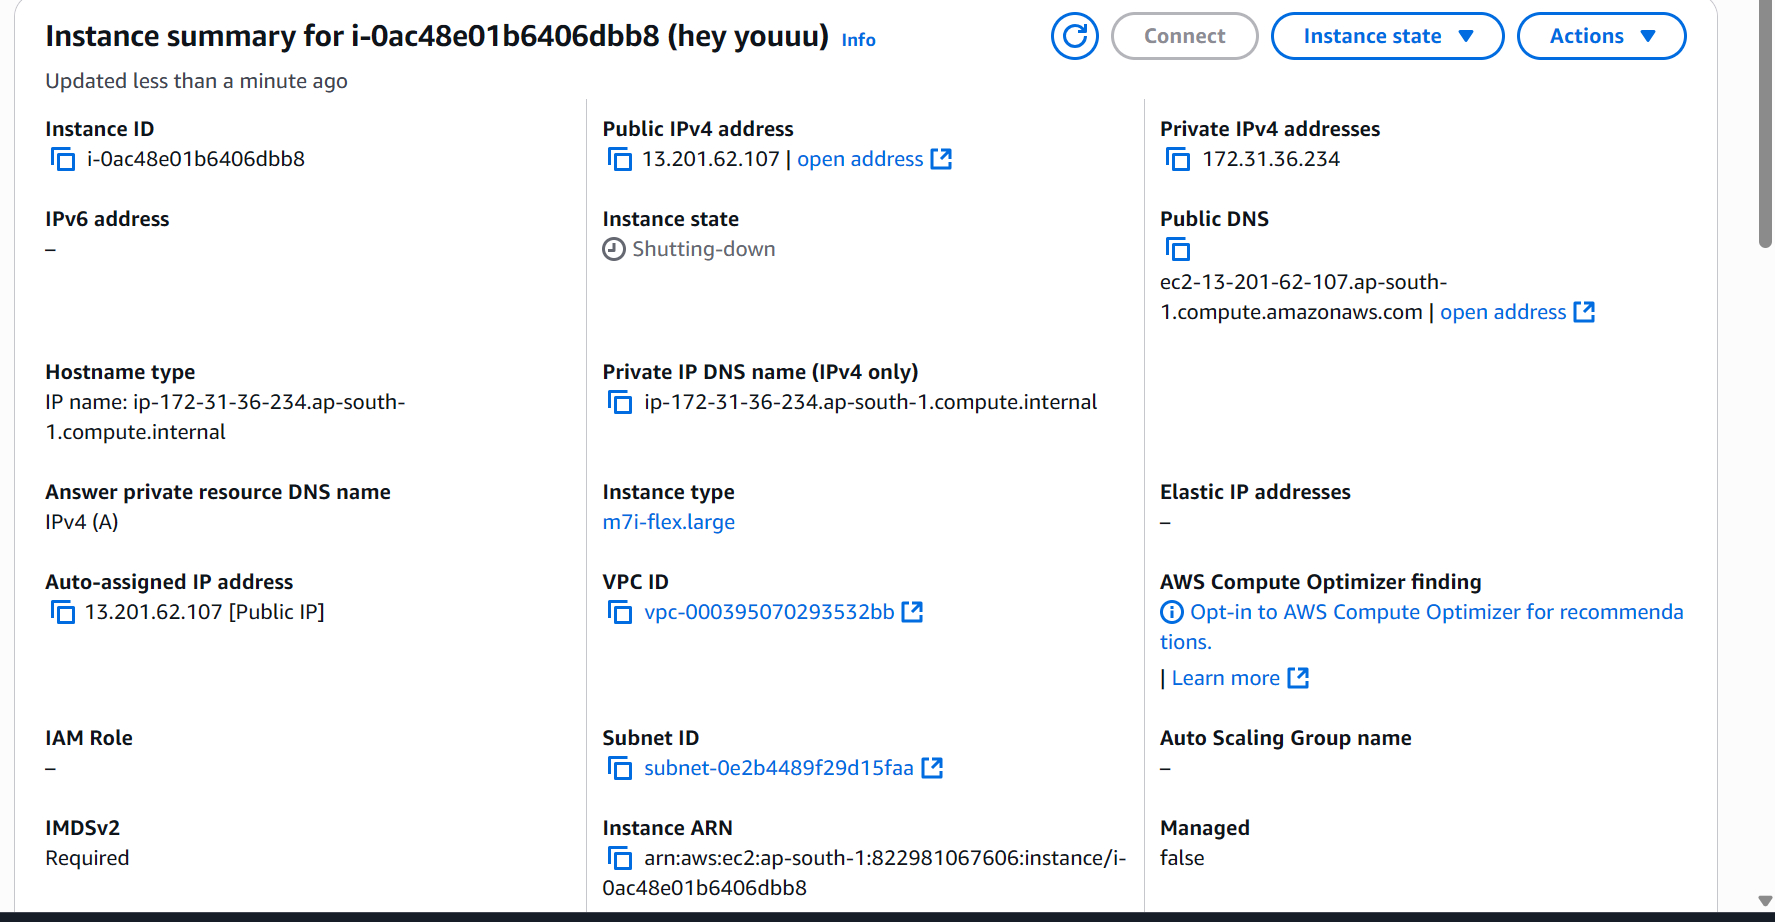 Instance summary for i-0ac48e01b6406dbb8 (hey youuu) Info
Connect
Instance state
Actions
Updated less than a minute ago
Instance ID
i-0ac48e01b6406dbb8
Public IPv4 address
13.201.62.107 | open address
Private IPv4 addresses
172.31.36.234
IPv6 address
–
Instance state
Shutting-down
Public DNS
ec2-13-201-62-107.ap-south-
1.compute.amazonaws.com | open address
Hostname type
IP name: ip-172-31-36-234.ap-south-
1.compute.internal
Private IP DNS name (IPv4 only)
ip-172-31-36-234.ap-south-1.compute.internal
Answer private resource DNS name
IPv4 (A)
Instance type
m7i-flex.large
Elastic IP addresses
–
Auto-assigned IP address
13.201.62.107 [Public IP]
VPC ID
vpc-000395070293532bb
AWS Compute Optimizer finding
Opt-in to AWS Compute Optimizer for recommenda
tions.
| Learn more
IAM Role
–
Subnet ID
subnet-0e2b4489f29d15faa
Auto Scaling Group name
–
IMDSv2
Required
Instance ARN
arn:aws:ec2:ap-south-1:822981067606:instance/i-
0ac48e01b6406dbb8
Managed
false